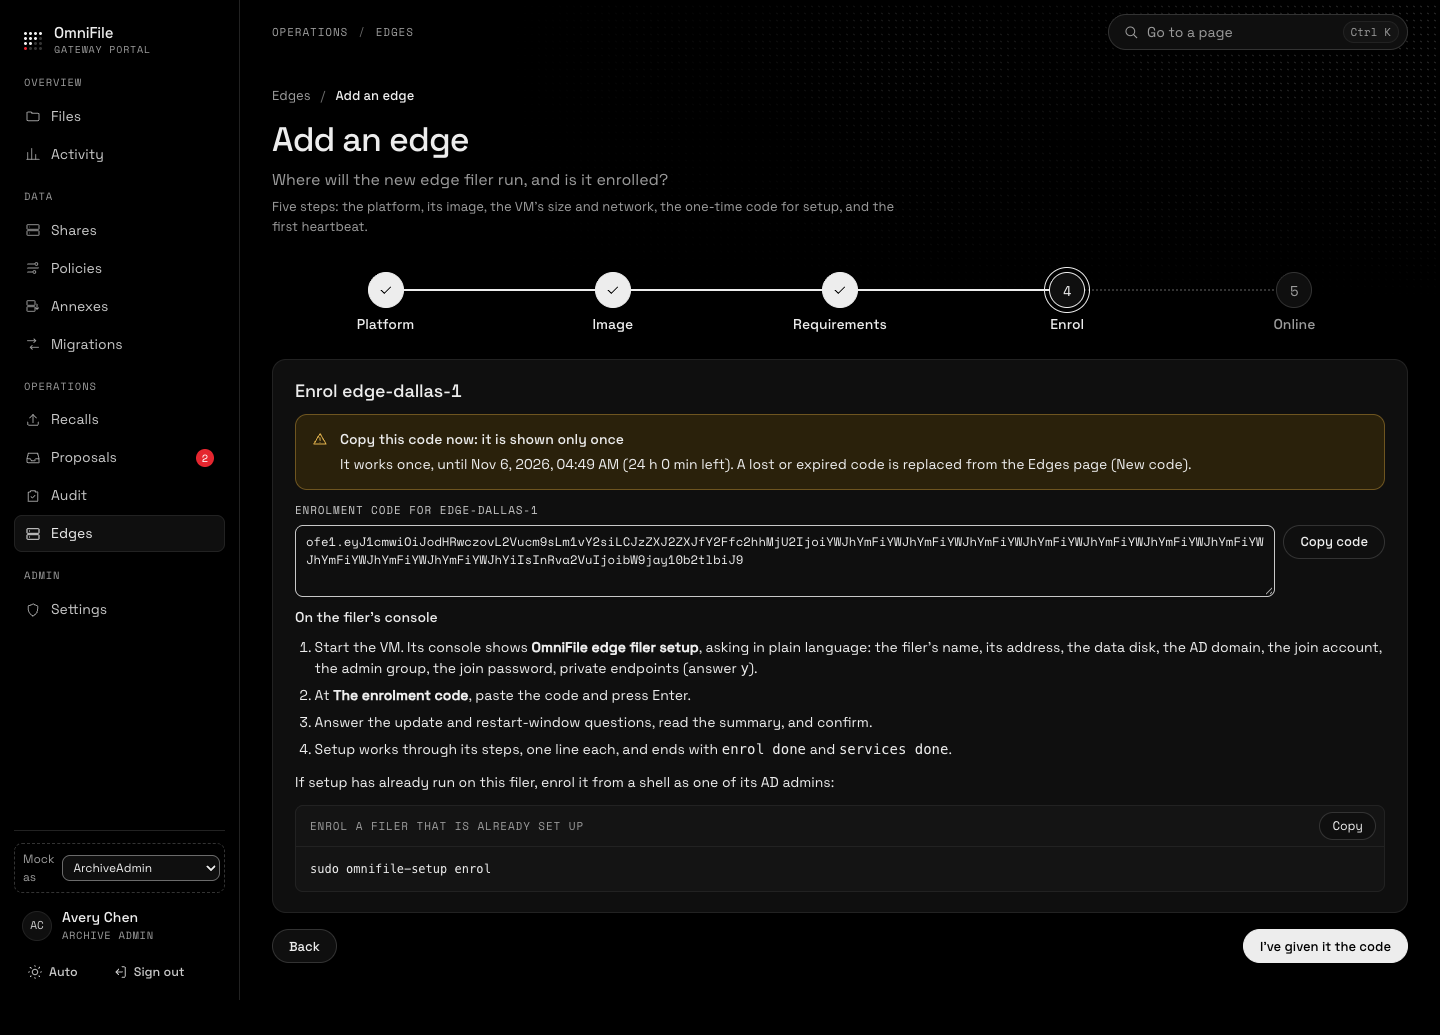 OmniFile
GATEWAY PORTAL
OVERVIEW
Files
Activity
DATA
Shares
Policies
Annexes
Migrations
OPERATIONS
Recalls
Proposals 2
Audit
Edges
ADMIN
Settings
Mock as ArchiveAdmin
AC Avery Chen
ARCHIVE ADMIN
Auto Sign out
OPERATIONS / EDGES
Go to a page Ctrl K
Edges / Add an edge
Add an edge
Where will the new edge filer run, and is it enrolled?
Five steps: the platform, its image, the VM's size and network, the one-time code for setup, and the
first heartbeat.
4 5
Platform Image Requirements Enrol Online
Enrol edge-dallas-1
Copy this code now: it is shown only once
It works once, until Nov 6, 2026, 04:49 AM (24 h 0 min left). A lost or expired code is replaced from the Edges page (New code).
ENROLMENT CODE FOR EDGE-DALLAS-1
ofe1.eyJ1cmwiOiJodHRwczovL2Vucm9sLm1vY2siLCJzZXJ2ZXJfY2Ffc2hhMjU2IjoiYWJhYmFiYWJhYmFiYWJhYmFiYWJhYmFiYWJhYmFiYWJhYmFiYWJhYmFiYW
JhYmFiYWJhYmFiYWJhYmFiYWJhYiIsInRva2VuIjoibW9jay10b2tlbiJ9
Copy code
On the filer's console
1. Start the VM. Its console shows OmniFile edge filer setup, asking in plain language: the filer's name, its address, the data disk, the AD domain, the join account,
the admin group, the join password, private endpoints (answer y).
2. At The enrolment code, paste the code and press Enter.
3. Answer the update and restart-window questions, read the summary, and confirm.
4. Setup works through its steps, one line each, and ends with enrol done and services done.
If setup has already run on this filer, enrol it from a shell as one of its AD admins:
ENROL A FILER THAT IS ALREADY SET UP
Copy
sudo omnifile-setup enrol
Back
I've given it the code